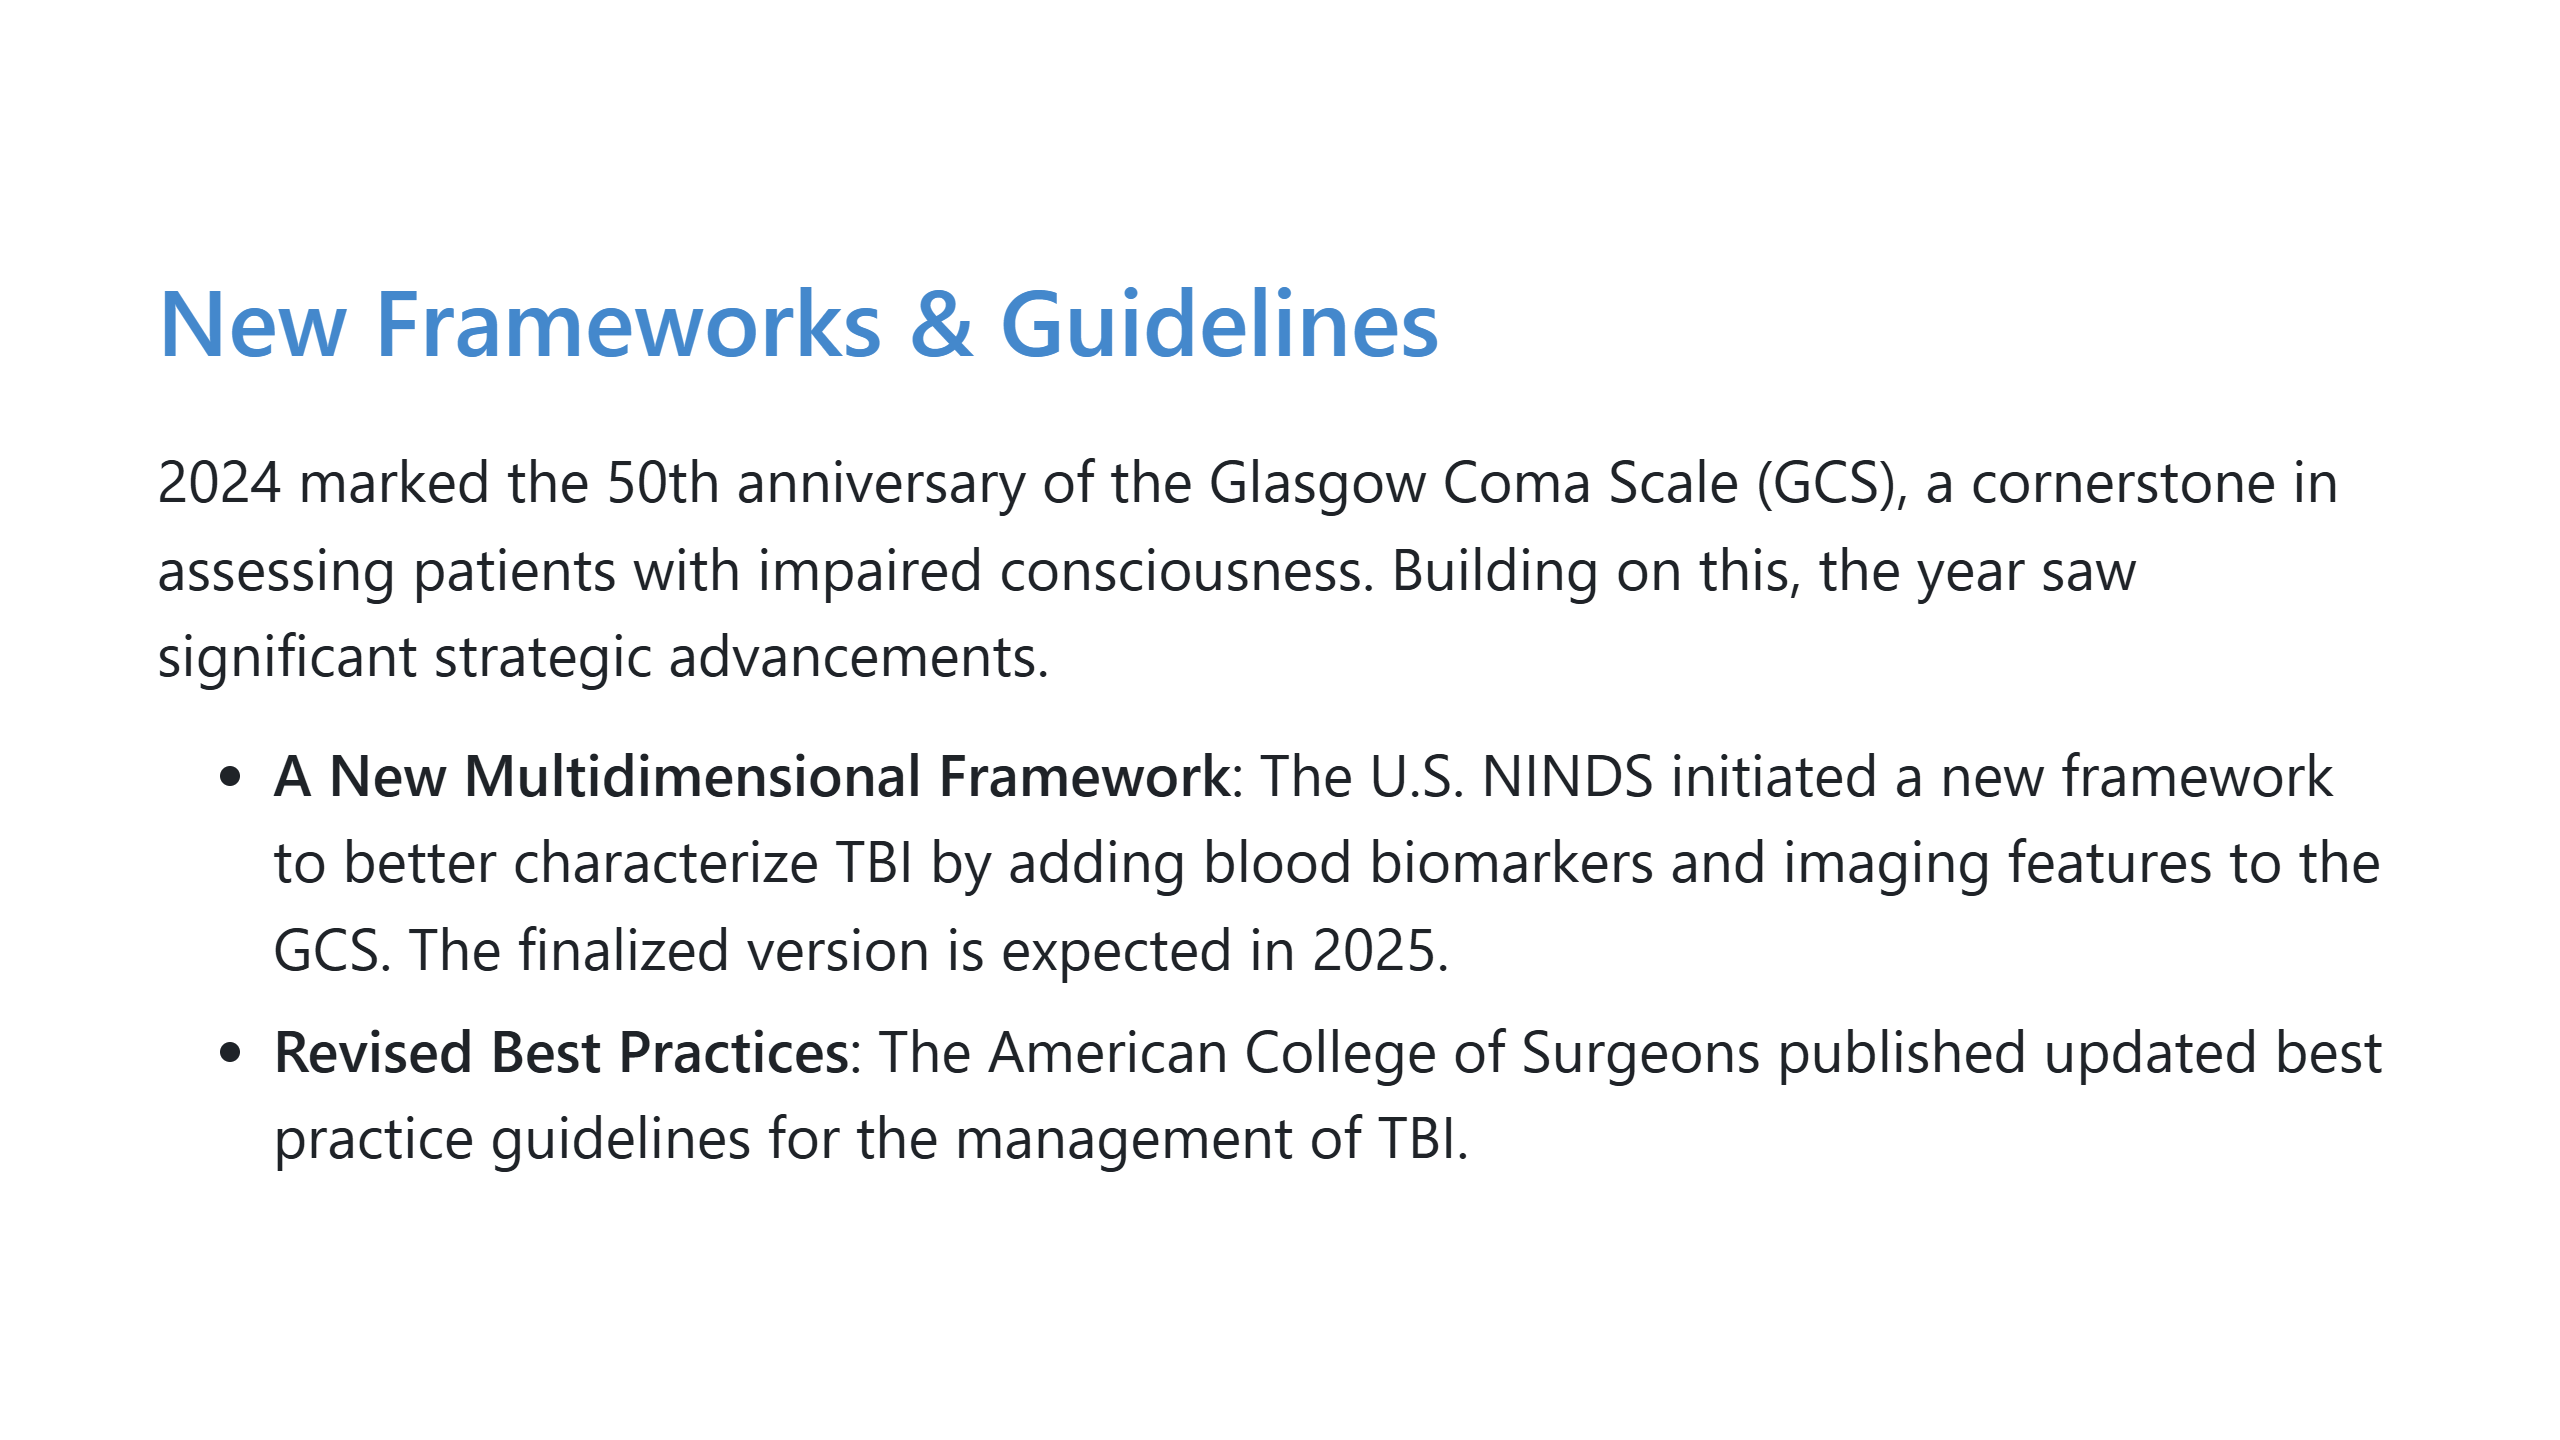 New Frameworks & Guidelines
2024 marked the 50th anniversary of the Glasgow Coma Scale (GCS), a cornerstone in
assessing patients with impaired consciousness. Building on this, the year saw
significant strategic advancements.
• A New Multidimensional Framework: The U.S. NINDS initiated a new framework
to better characterize TBI by adding blood biomarkers and imaging features to the
GCS. The finalized version is expected in 2025.
• Revised Best Practices: The American College of Surgeons published updated best
practice guidelines for the management of TBI.